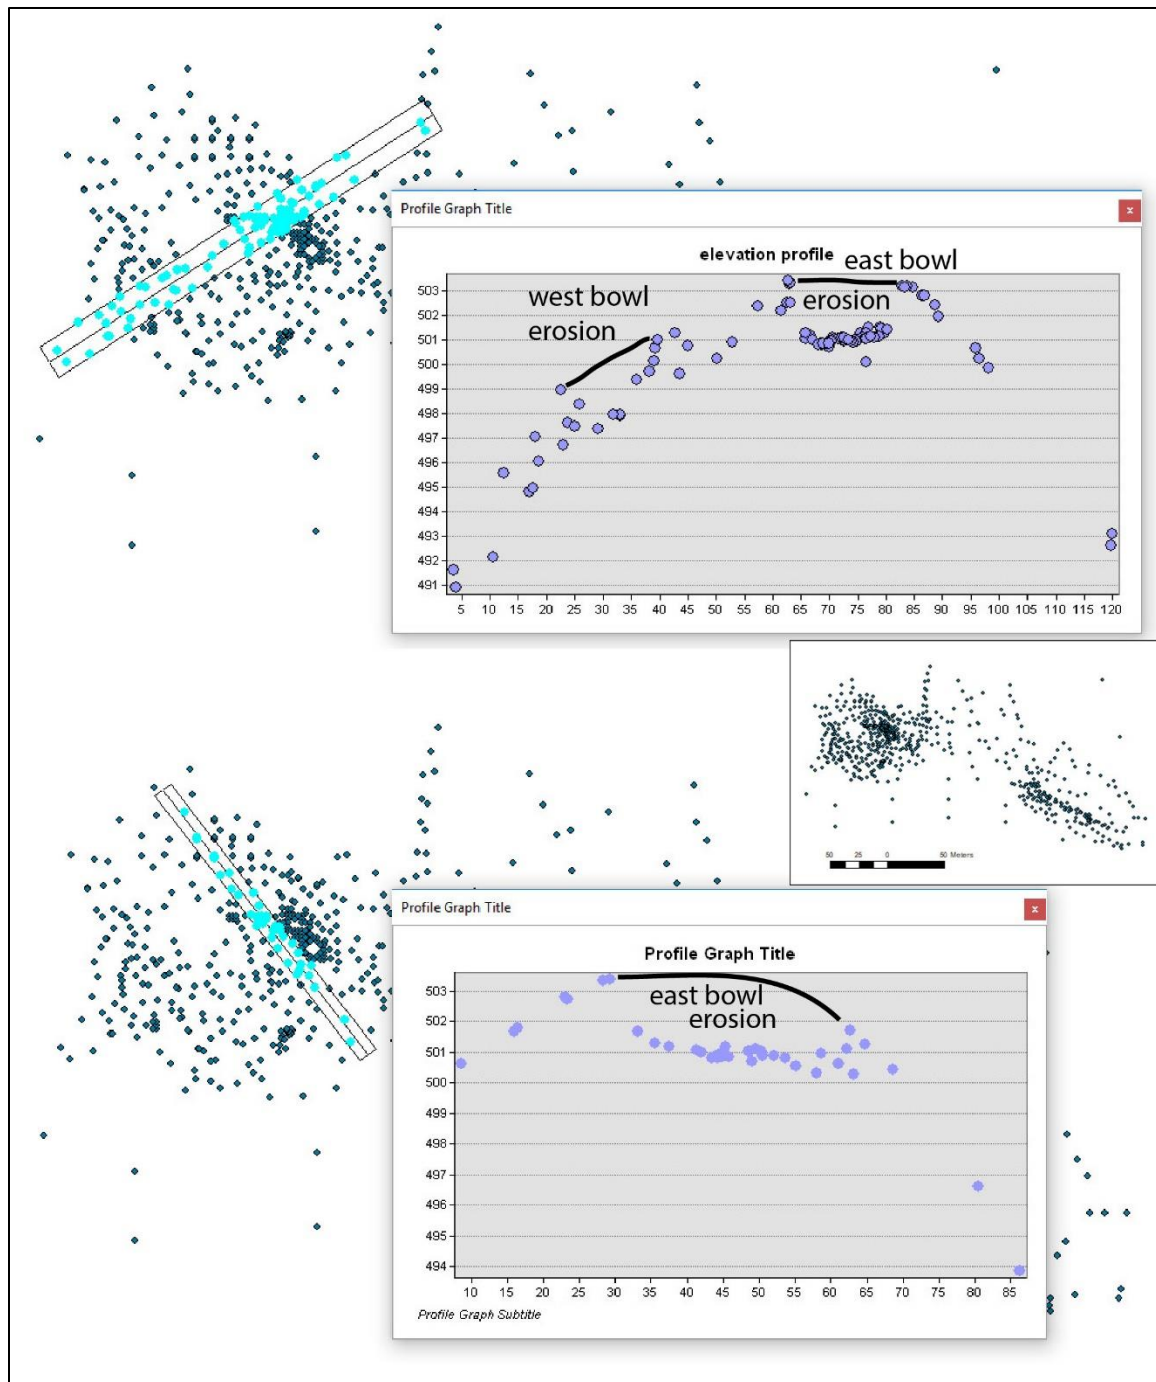 Profile Graph Title
x
elevation profile
east bowl
erosion
west bowl
erosion
503
501
500
499
498
497
496
495
493
492
491
5 10 15 20 25 30 35 40 45 50 55 60 65 70 75 80 85 90 95 100 105 110 115 120
50 25 0 50 Meters
Profile Graph Title
x
Profile Graph Title
east bowl
erosion
503
502
501
500
499
498
497
496
495
494
10 15 20 25 30 35 40 45 50 55 60 65 70 75 80 85
Profile Graph Subtitle